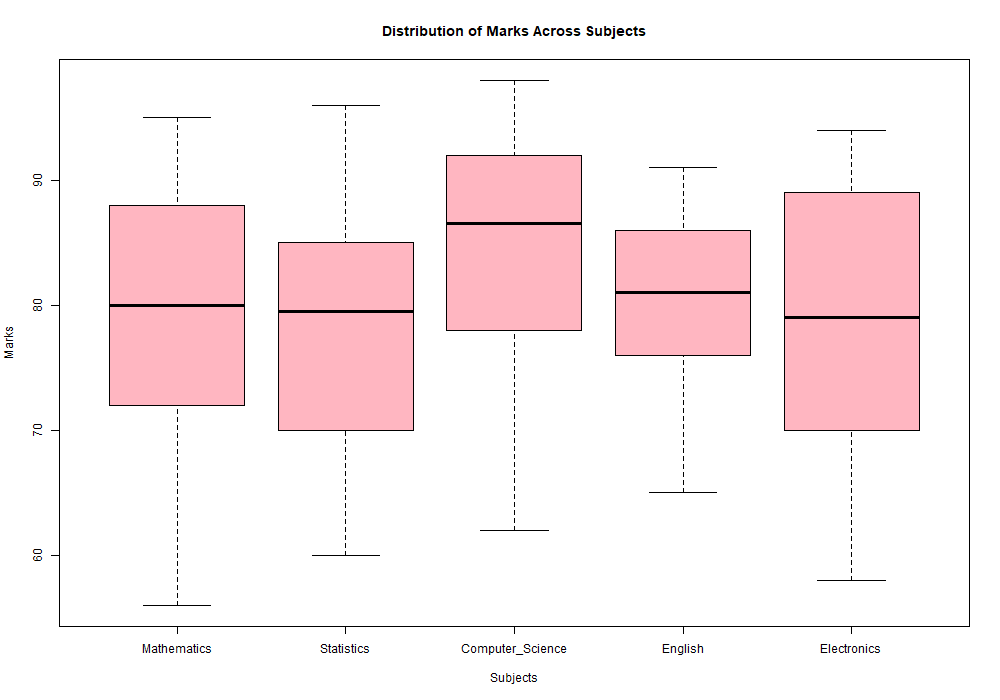 Distribution of Marks Across Subjects
Marks
90
80
70
60
Mathematics Statistics Computer_Science English Electronics
Subjects